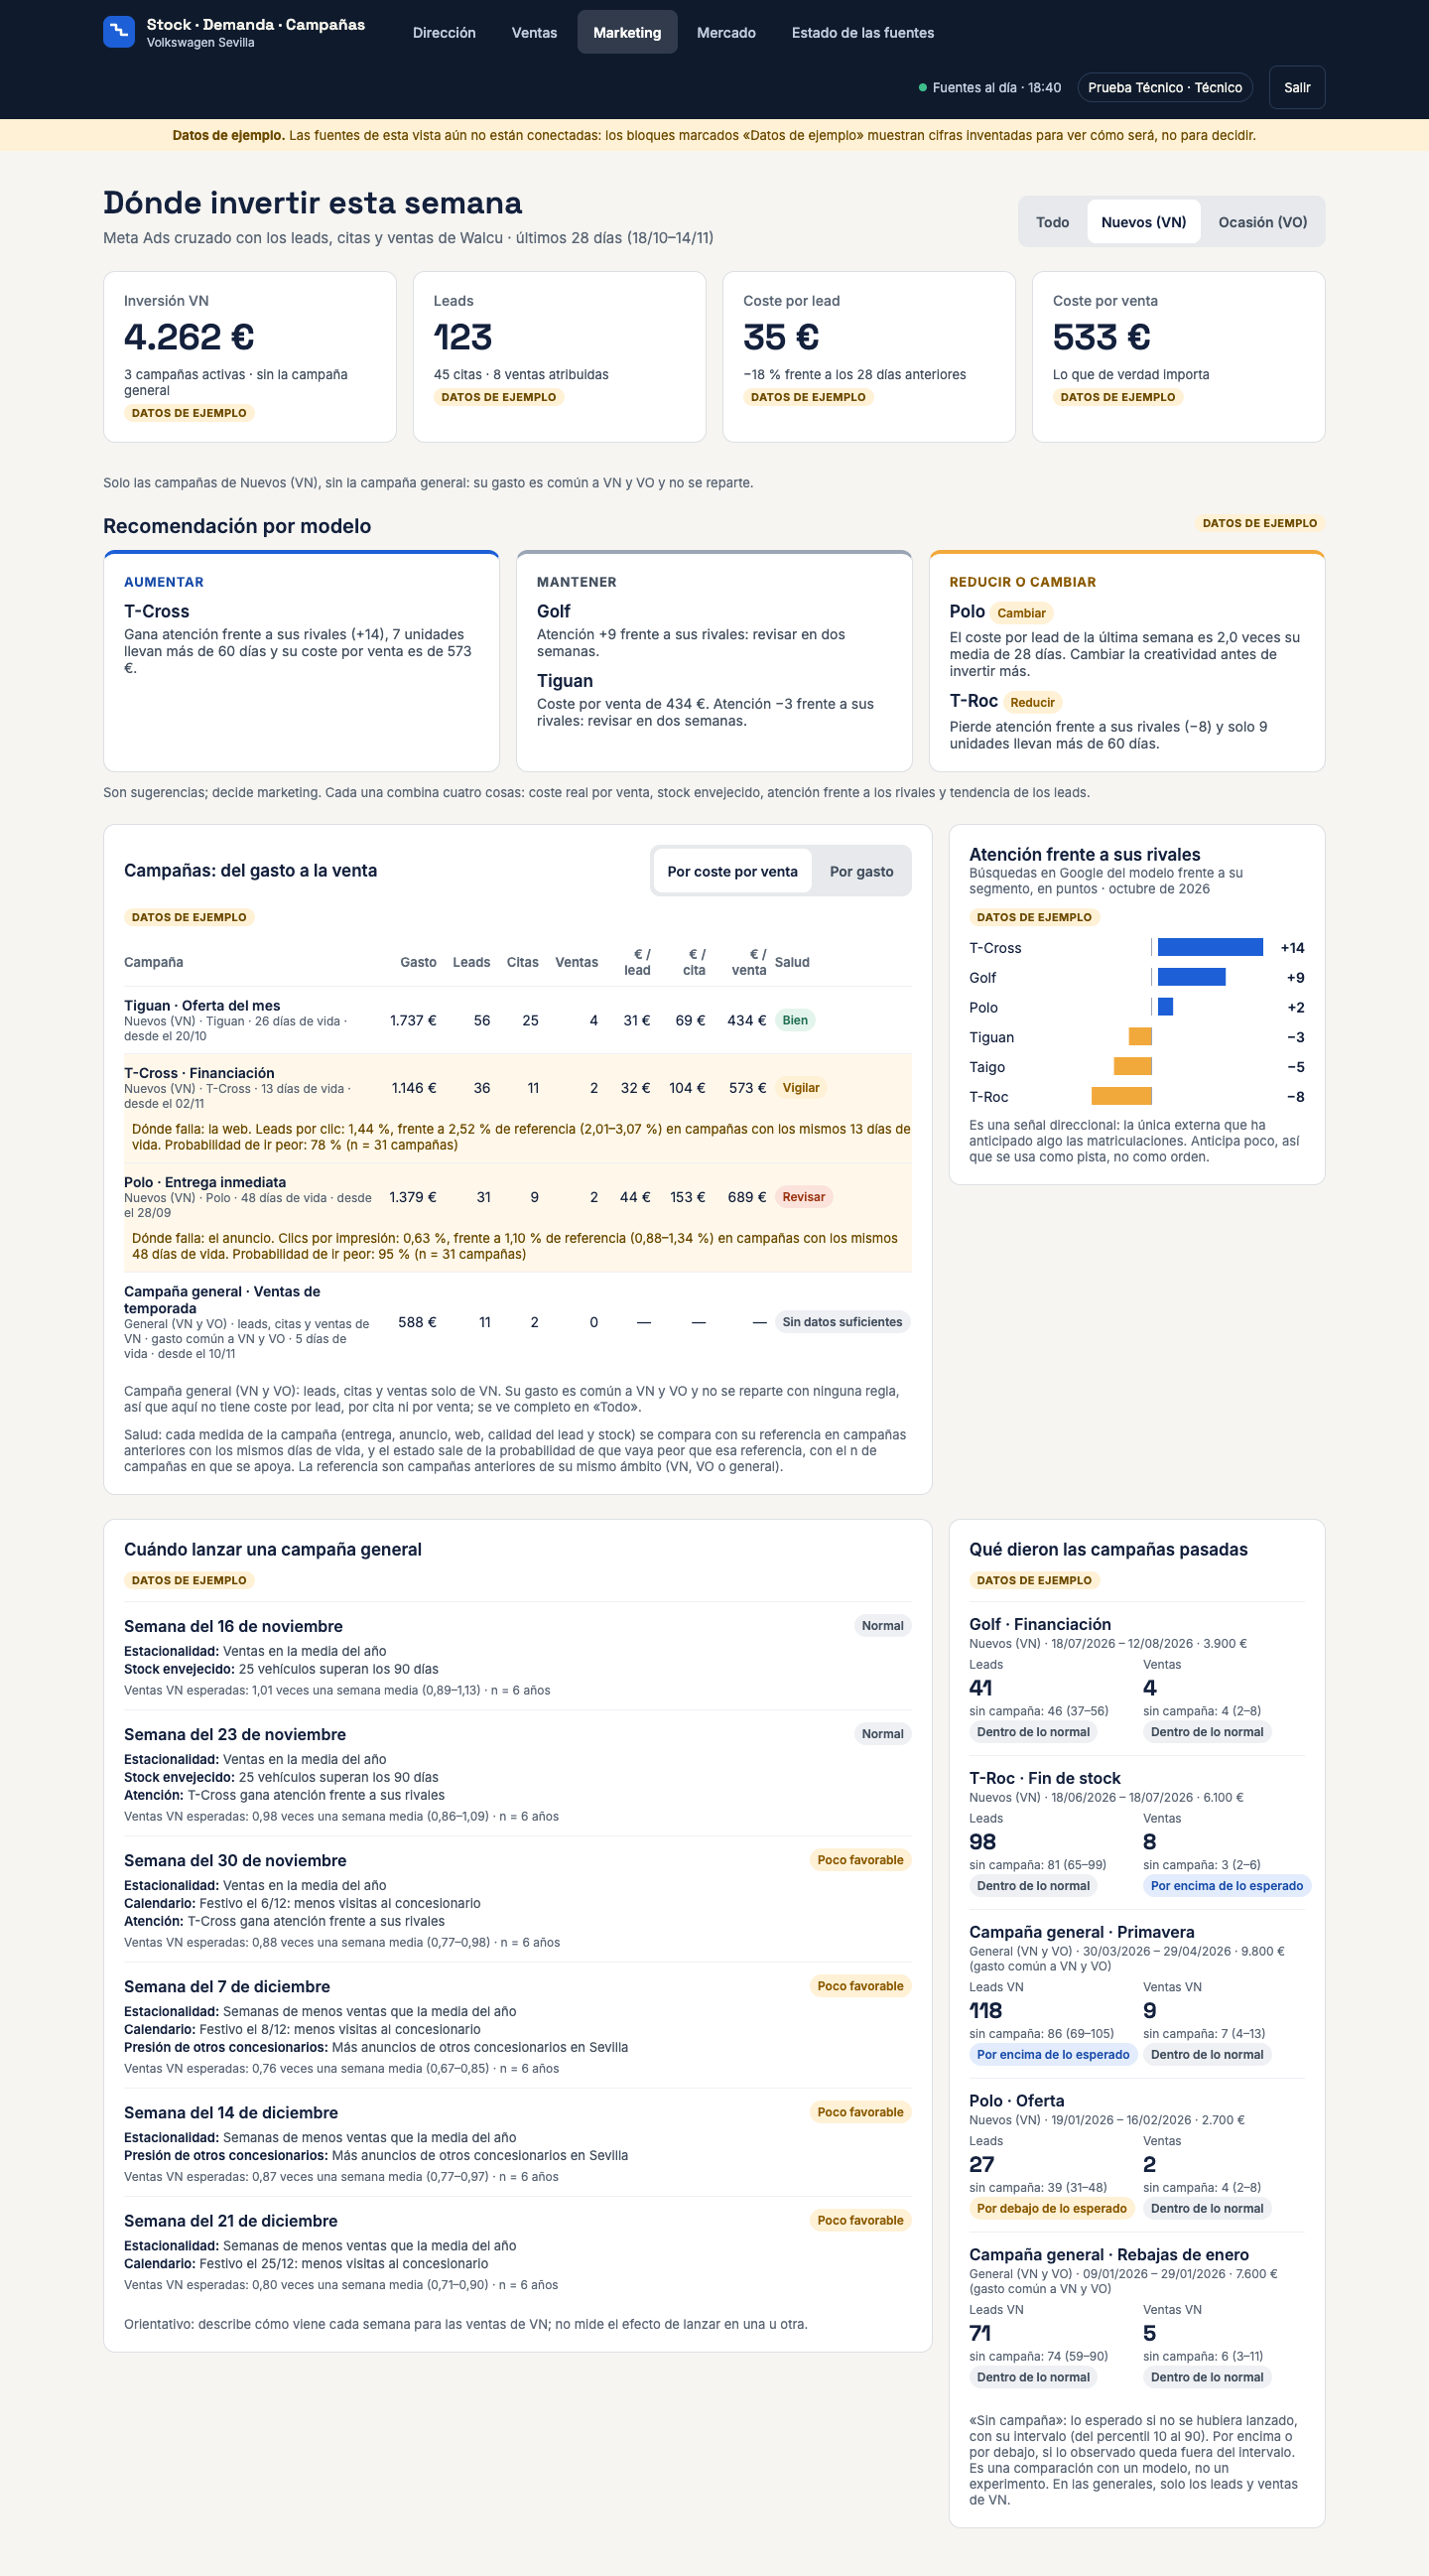 Stock · Demanda · Campañas
Volkswagen Sevilla
Dirección
Ventas
Marketing
Mercado
Estado de las fuentes
Fuentes al día · 18:40
Prueba Técnico · Técnico
Salir
Datos de ejemplo. Las fuentes de esta vista aún no están conectadas: los bloques marcados «Datos de ejemplo» muestran cifras inventadas para ver cómo será, no para decidir.
Dónde invertir esta semana
Meta Ads cruzado con los leads, citas y ventas de Walcu · últimos 28 días (18/10–14/11)
Todo
Nuevos (VN)
Ocasión (VO)
Inversión VN
4.262 €
3 campañas activas · sin la campaña
general
DATOS DE EJEMPLO
Leads
123
45 citas · 8 ventas atribuidas
DATOS DE EJEMPLO
Coste por lead
35 €
−18 % frente a los 28 días anteriores
DATOS DE EJEMPLO
Coste por venta
533 €
Lo que de verdad importa
DATOS DE EJEMPLO
Solo las campañas de Nuevos (VN), sin la campaña general: su gasto es común a VN y VO y no se reparte.
Recomendación por modelo
DATOS DE EJEMPLO
AUMENTAR
T-Cross
Gana atención frente a sus rivales (+14), 7 unidades
llevan más de 60 días y su coste por venta es de 573
€.
MANTENER
Golf
Atención +9 frente a sus rivales: revisar en dos
semanas.
Tiguan
Coste por venta de 434 €. Atención −3 frente a sus
rivales: revisar en dos semanas.
REDUCIR O CAMBIAR
Polo Cambiar
El coste por lead de la última semana es 2,0 veces su
media de 28 días. Cambiar la creatividad antes de
invertir más.
T-Roc Reducir
Pierde atención frente a sus rivales (−8) y solo 9
unidades llevan más de 60 días.
Son sugerencias; decide marketing. Cada una combina cuatro cosas: coste real por venta, stock envejecido, atención frente a los rivales y tendencia de los leads.
Campañas: del gasto a la venta
Por coste por venta
Por gasto
DATOS DE EJEMPLO
Campaña Gasto Leads Citas Ventas € / lead € / cita € / venta Salud
Tiguan · Oferta del mes
Nuevos (VN) · Tiguan · 26 días de vida ·
desde el 20/10
1.737 € 56 25 4 31 € 69 € 434 € Bien
T-Cross · Financiación
Nuevos (VN) · T-Cross · 13 días de vida ·
desde el 02/11
1.146 € 36 11 2 32 € 104 € 573 € Vigilar
Dónde falla: la web. Leads por clic: 1,44 %, frente a 2,52 % de referencia (2,01–3,07 %) en campañas con los mismos 13 días de
vida. Probabilidad de ir peor: 78 % (n = 31 campañas)
Polo · Entrega inmediata
Nuevos (VN) · Polo · 48 días de vida · desde
el 28/09
1.379 € 31 9 2 44 € 153 € 689 € Revisar
Dónde falla: el anuncio. Clics por impresión: 0,63 %, frente a 1,10 % de referencia (0,88–1,34 %) en campañas con los mismos
48 días de vida. Probabilidad de ir peor: 95 % (n = 31 campañas)
Campaña general · Ventas de
temporada
General (VN y VO) · leads, citas y ventas de
VN · gasto común a VN y VO · 5 días de
vida · desde el 10/11
588 € 11 2 0 — — — Sin datos suficientes
Campaña general (VN y VO): leads, citas y ventas solo de VN. Su gasto es común a VN y VO y no se reparte con ninguna regla,
así que aquí no tiene coste por lead, por cita ni por venta; se ve completo en «Todo».
Salud: cada medida de la campaña (entrega, anuncio, web, calidad del lead y stock) se compara con su referencia en campañas
anteriores con los mismos días de vida, y el estado sale de la probabilidad de que vaya peor que esa referencia, con el n de
campañas en que se apoya. La referencia son campañas anteriores de su mismo ámbito (VN, VO o general).
Atención frente a sus rivales
Búsquedas en Google del modelo frente a su
segmento, en puntos · octubre de 2026
DATOS DE EJEMPLO
T-Cross +14
Golf +9
Polo +2
Tiguan −3
Taigo −5
T-Roc −8
Es una señal direccional: la única externa que ha
anticipado algo las matriculaciones. Anticipa poco, así
que se usa como pista, no como orden.
Cuándo lanzar una campaña general
DATOS DE EJEMPLO
Semana del 16 de noviembre Normal
Estacionalidad: Ventas en la media del año
Stock envejecido: 25 vehículos superan los 90 días
Ventas VN esperadas: 1,01 veces una semana media (0,89–1,13) · n = 6 años
Semana del 23 de noviembre Normal
Estacionalidad: Ventas en la media del año
Stock envejecido: 25 vehículos superan los 90 días
Atención: T-Cross gana atención frente a sus rivales
Ventas VN esperadas: 0,98 veces una semana media (0,86–1,09) · n = 6 años
Semana del 30 de noviembre Poco favorable
Estacionalidad: Ventas en la media del año
Calendario: Festivo el 6/12: menos visitas al concesionario
Atención: T-Cross gana atención frente a sus rivales
Ventas VN esperadas: 0,88 veces una semana media (0,77–0,98) · n = 6 años
Semana del 7 de diciembre Poco favorable
Estacionalidad: Semanas de menos ventas que la media del año
Calendario: Festivo el 8/12: menos visitas al concesionario
Presión de otros concesionarios: Más anuncios de otros concesionarios en Sevilla
Ventas VN esperadas: 0,76 veces una semana media (0,67–0,85) · n = 6 años
Semana del 14 de diciembre Poco favorable
Estacionalidad: Semanas de menos ventas que la media del año
Presión de otros concesionarios: Más anuncios de otros concesionarios en Sevilla
Ventas VN esperadas: 0,87 veces una semana media (0,77–0,97) · n = 6 años
Semana del 21 de diciembre Poco favorable
Estacionalidad: Semanas de menos ventas que la media del año
Calendario: Festivo el 25/12: menos visitas al concesionario
Ventas VN esperadas: 0,80 veces una semana media (0,71–0,90) · n = 6 años
Orientativo: describe cómo viene cada semana para las ventas de VN; no mide el efecto de lanzar en una u otra.
Qué dieron las campañas pasadas
DATOS DE EJEMPLO
Golf · Financiación
Nuevos (VN) · 18/07/2026 – 12/08/2026 · 3.900 €
Leads Ventas
41 4
sin campaña: 46 (37–56) sin campaña: 4 (2–8)
Dentro de lo normal Dentro de lo normal
T-Roc · Fin de stock
Nuevos (VN) · 18/06/2026 – 18/07/2026 · 6.100 €
Leads Ventas
98 8
sin campaña: 81 (65–99) sin campaña: 3 (2–6)
Dentro de lo normal Por encima de lo esperado
Campaña general · Primavera
General (VN y VO) · 30/03/2026 – 29/04/2026 · 9.800 €
(gasto común a VN y VO)
Leads VN Ventas VN
118 9
sin campaña: 86 (69–105) sin campaña: 7 (4–13)
Por encima de lo esperado Dentro de lo normal
Polo · Oferta
Nuevos (VN) · 19/01/2026 – 16/02/2026 · 2.700 €
Leads Ventas
27 2
sin campaña: 39 (31–48) sin campaña: 4 (2–8)
Por debajo de lo esperado Dentro de lo normal
Campaña general · Rebajas de enero
General (VN y VO) · 09/01/2026 – 29/01/2026 · 7.600 €
(gasto común a VN y VO)
Leads VN Ventas VN
71 5
sin campaña: 74 (59–90) sin campaña: 6 (3–11)
Dentro de lo normal Dentro de lo normal
«Sin campaña»: lo esperado si no se hubiera lanzado,
con su intervalo (del percentil 10 al 90). Por encima o
por debajo, si lo observado queda fuera del intervalo.
Es una comparación con un modelo, no un
experimento. En las generales, solo los leads y ventas
de VN.